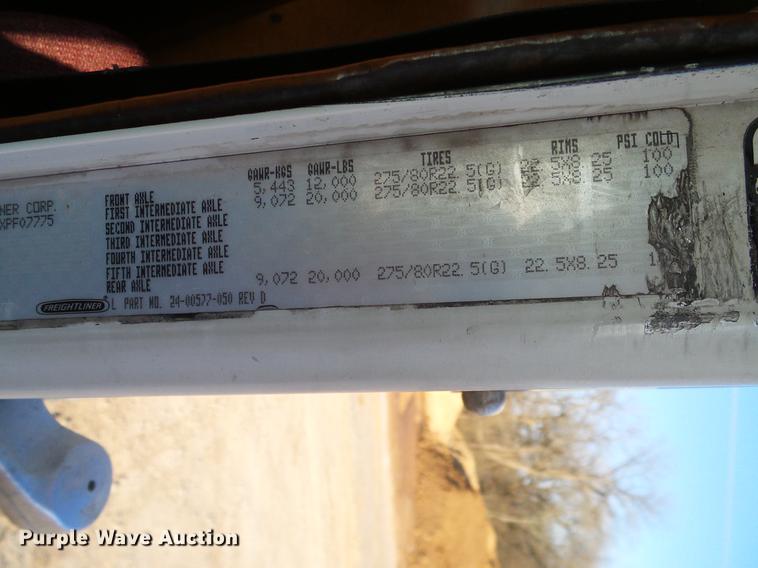 GAWR-KGS GAWR-LBS TIRES RIMS PSI COLD
FRONT AXLE 5,443 12,000 275/80R22.5(G) 5X8.25 100
FIRST INTERMEDIATE AXLE 9,072 20,000 275/80R22.5(G) 5X8.25 100
SECOND INTERMEDIATE AXLE
THIRD INTERMEDIATE AXLE
FOURTH INTERMEDIATE AXLE
FIFTH INTERMEDIATE AXLE
REAR AXLE 9,072 20,000 275/80R22.5(G) 22.5X8.25 1
NER CORP.
XPF07775
FREIGHTLINER L PART NO. 24-00577-050 REV D
Purple Wave Auction